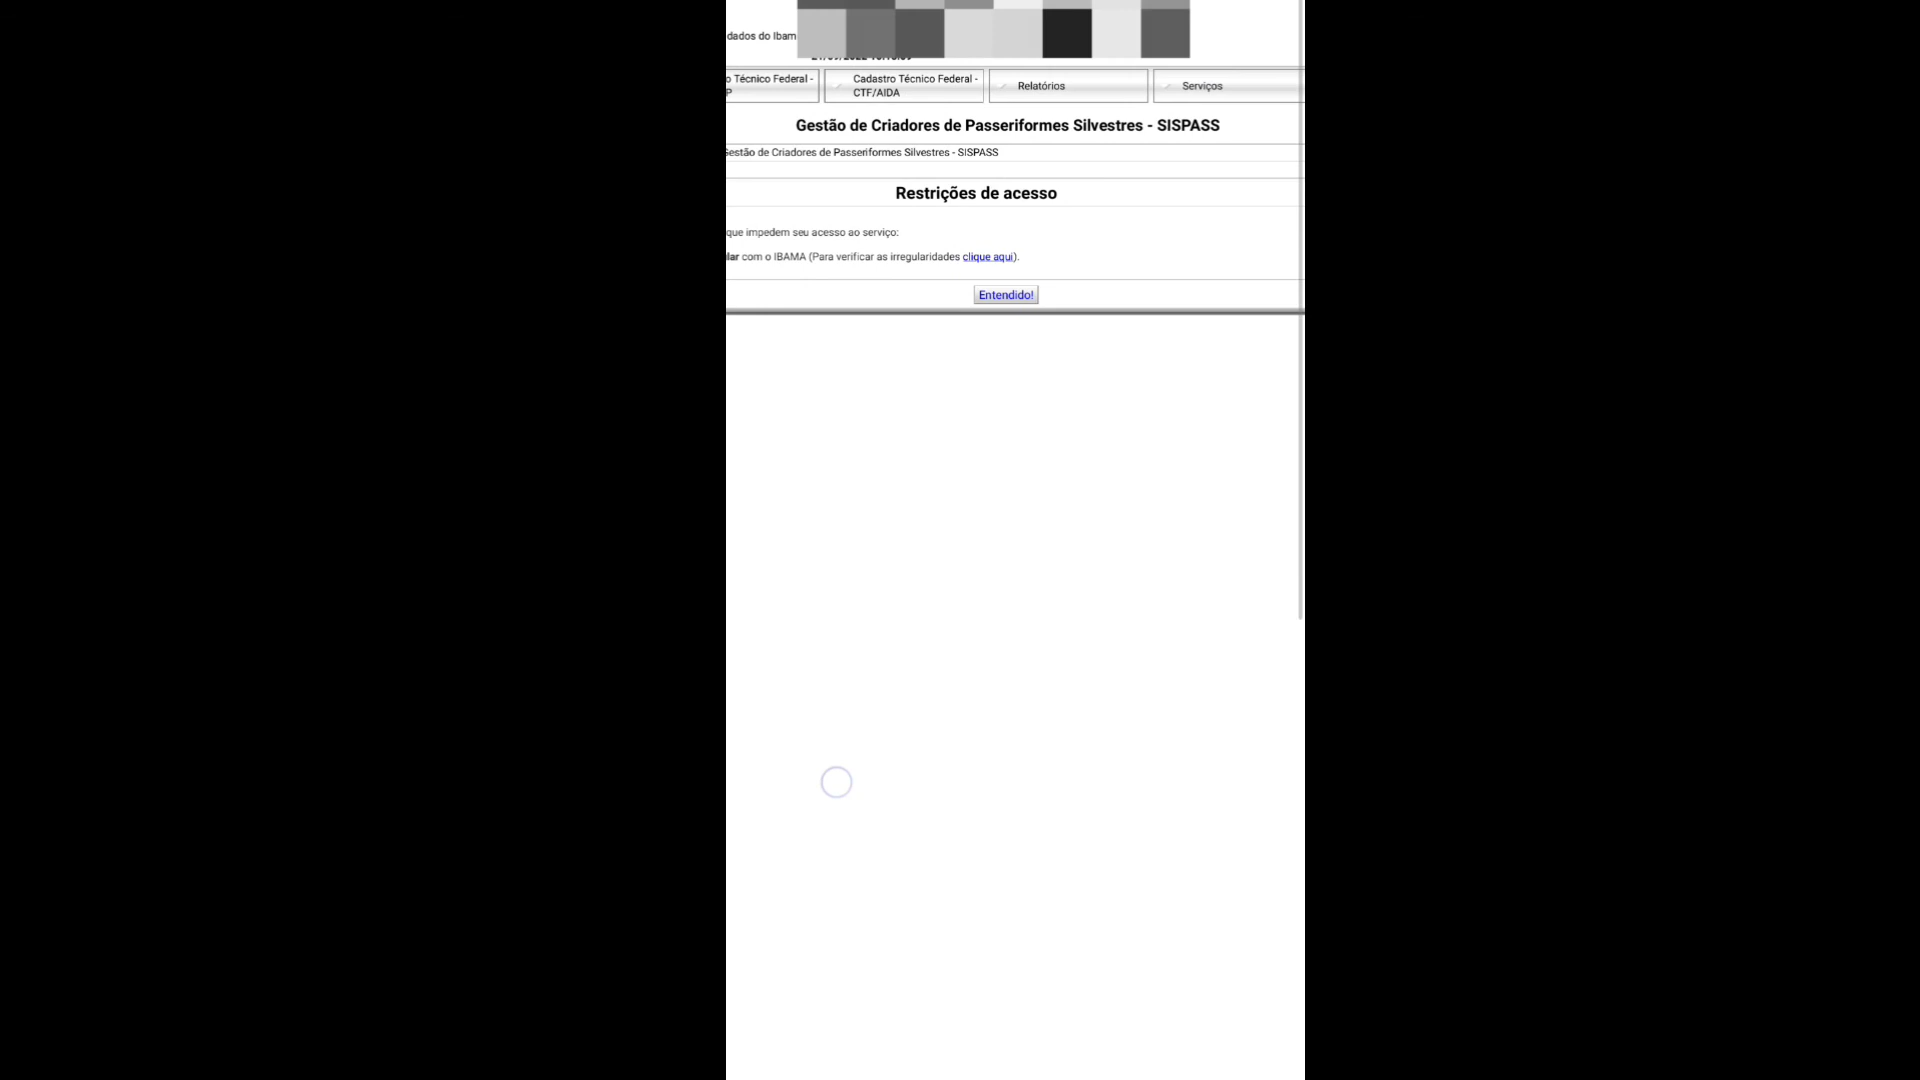 dados do Ibam
o Técnico Federal -
P
Cadastro Técnico Federal -
CTF/AIDA
Relatórios
Serviços
Gestão de Criadores de Passeriformes Silvestres - SISPASS
Gestão de Criadores de Passeriformes Silvestres - SISPASS
Restrições de acesso
que impedem seu acesso ao serviço:
lar com o IBAMA (Para verificar as irregularidades clique aqui).
Entendido!